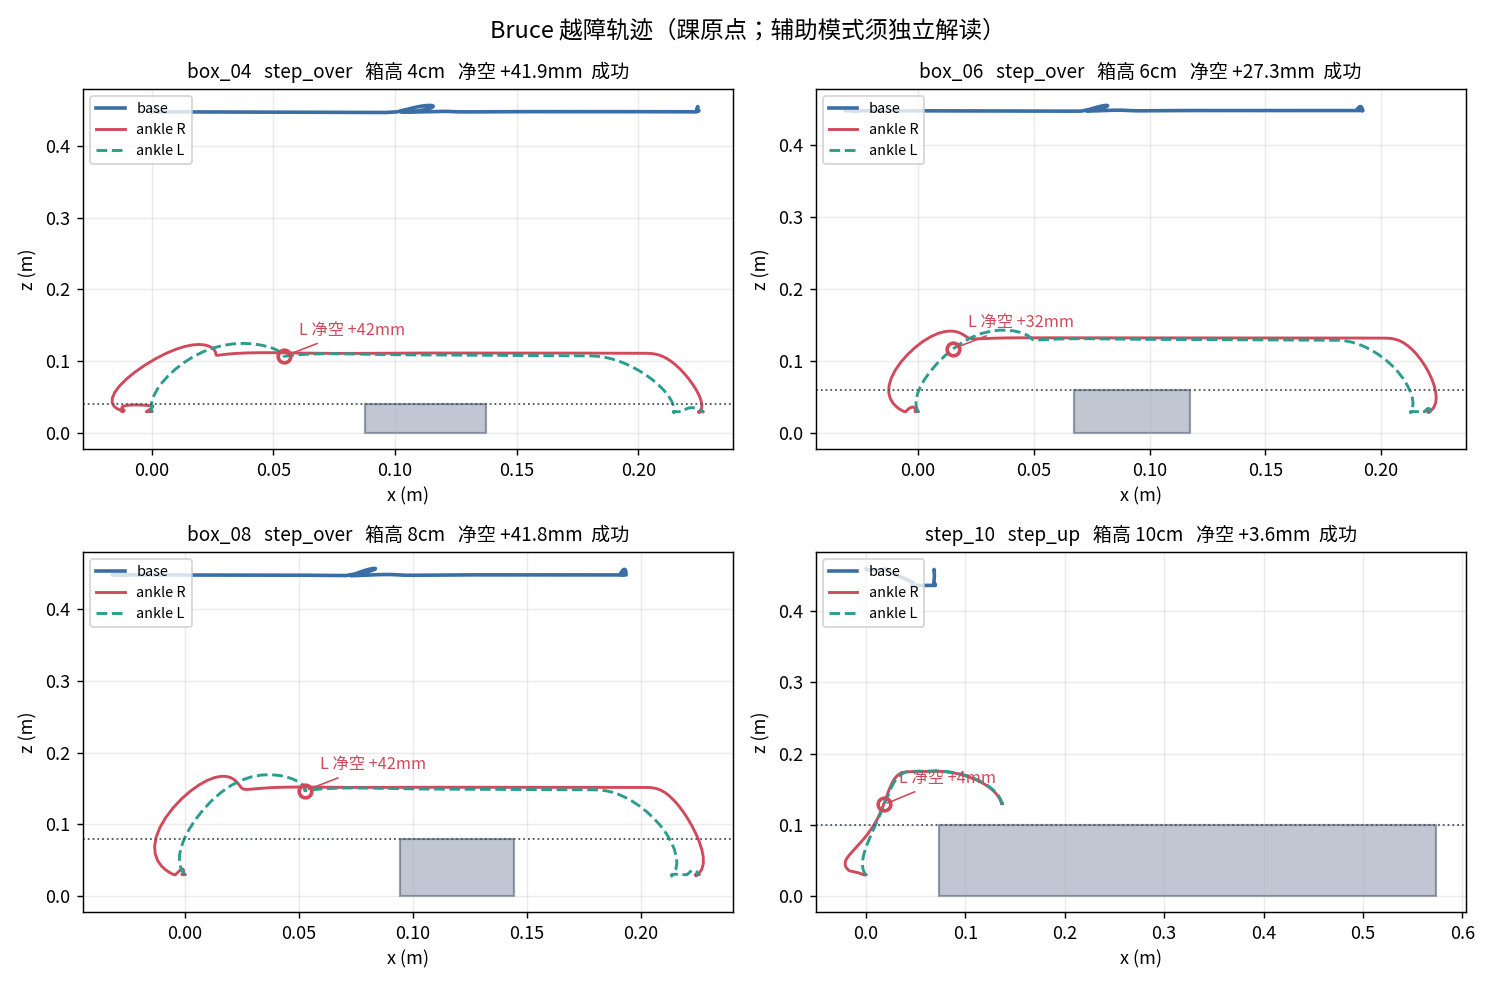 Bruce 越障轨迹（踝原点；辅助模式须独立解读）
box_04 step_over 箱高 4cm 净空 +41.9mm 成功
base
ankle R
ankle L
L 净空 +42mm
z (m)
0.4
0.3
0.2
0.1
0.0
0.00 0.05 0.10 0.15 0.20
x (m)
box_06 step_over 箱高 6cm 净空 +27.3mm 成功
base
ankle R
ankle L
L 净空 +32mm
z (m)
0.4
0.3
0.2
0.1
0.0
0.00 0.05 0.10 0.15 0.20
x (m)
box_08 step_over 箱高 8cm 净空 +41.8mm 成功
base
ankle R
ankle L
L 净空 +42mm
z (m)
0.4
0.3
0.2
0.1
0.0
0.00 0.05 0.10 0.15 0.20
x (m)
step_10 step_up 箱高 10cm 净空 +3.6mm 成功
base
ankle R
ankle L
L 净空 +4mm
z (m)
0.4
0.3
0.2
0.1
0.0
0.0 0.1 0.2 0.3 0.4 0.5 0.6
x (m)